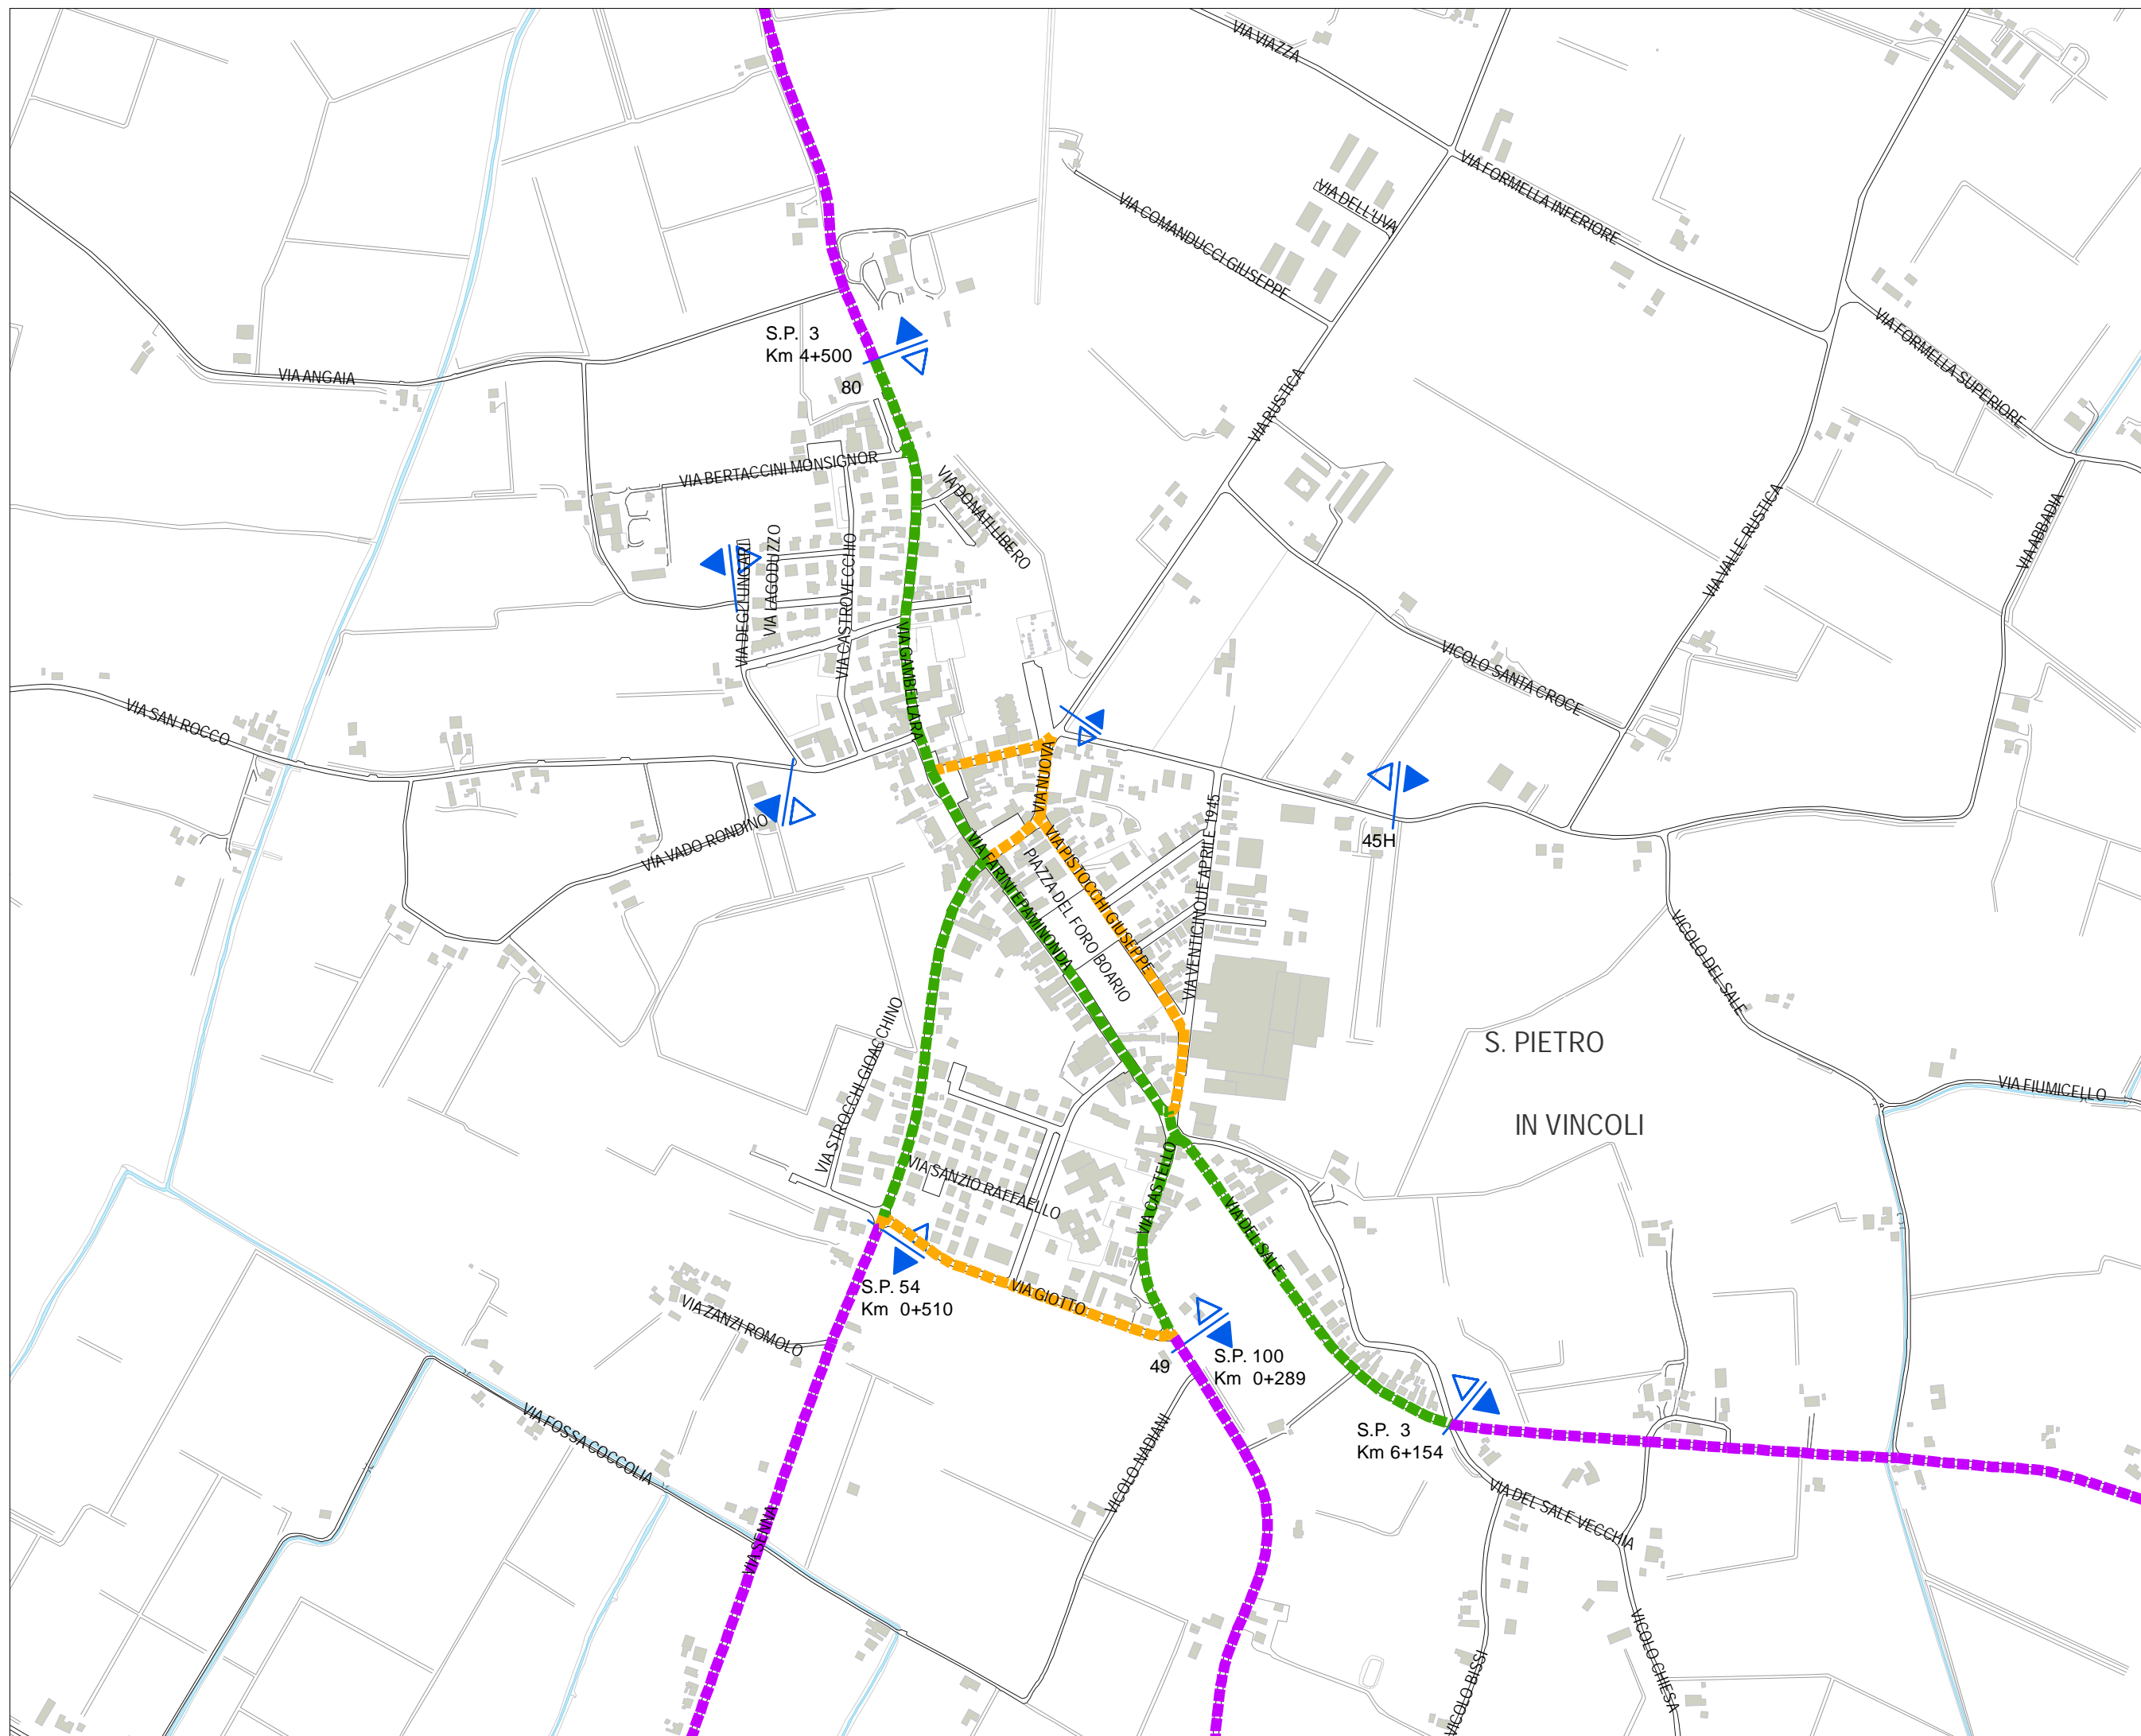 VIA VIAZZA
VIA FORMELLA INFERIORE
VIA DELL'UVA
VIA COMANDUCCI GIUSEPPE
S.P. 3
Km 4+500
VIA FORMELLA SUPERIORE
VIA ANGAIA
80
VIA RUSTICA
VIA BERTACCINI MONSIGNOR
VIA DONATI LIBERO
VIA VALLE RUSTICA
VIA ABBADIA
VIA DEGLI UNGARI
VIA LAGODUZZO
VIA CASTROVECCHIO
VIA GAMBELLARA
VICOLO SANTA CROCE
VIA SAN ROCCO
VIA NUOVA
VIA VADO RONDINO
45H
VIA FARINI EPAMINONDA
PIAZZA DEL FORO BOARIO
VIA PISTOCCHI GIUSEPPE
VIA VENTICINQUE APRILE 1945
VICOLO DEL SALE
S. PIETRO
IN VINCOLI
VIA FIUMICELLO
VIA STROCCHI GIOACCHINO
VIA SANZIO RAFFAELLO
VIA CASTELLO
VIA DEL SALE
S.P. 54
Km 0+510
VIA GIOTTO
VIA ZANZI ROMOLO
49
S.P. 100
Km 0+289
S.P. 3
Km 6+154
VIA FOSSA COCCOLIA
VICOLO NADIANI
VIA SENNA
VIA DEL SALE VECCHIA
VICOLO BISSI
VICOLO CHIESA